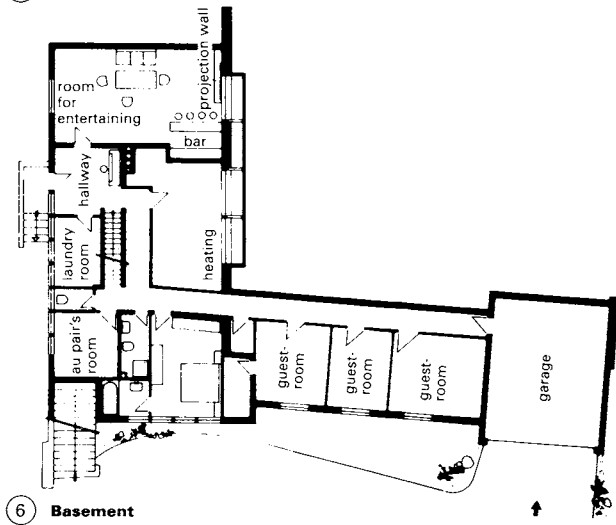 room
for
entertaining
projection wall
bar
hallway
laundry
room
heating
au pair's
room
guest-
room
guest-
room
guest-
room
garage
6 Basement